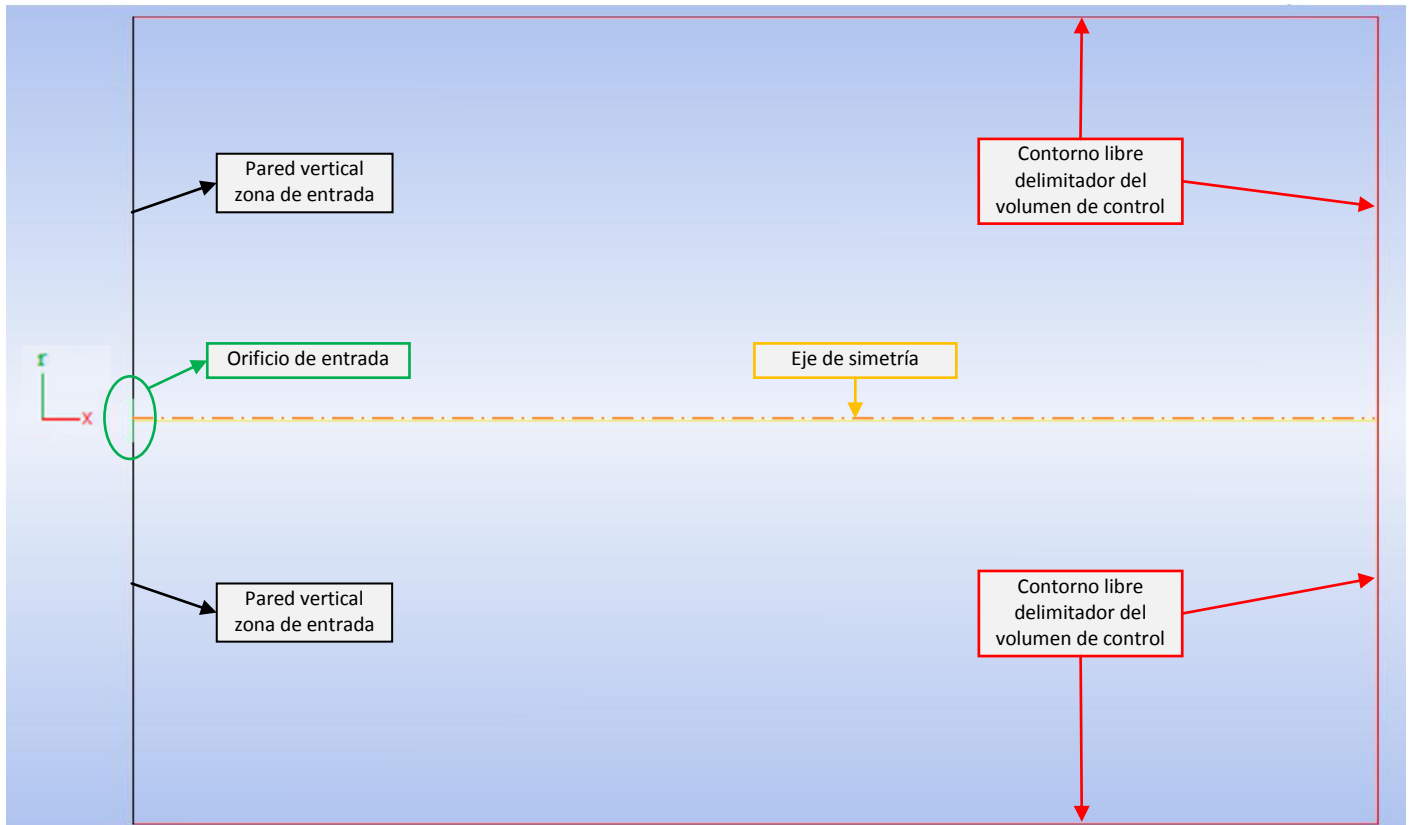 Pared vertical
zona de entrada
Contorno libre
delimitador del
volumen de control
r
x
Orificio de entrada
Eje de simetría
Pared vertical
zona de entrada
Contorno libre
delimitador del
volumen de control